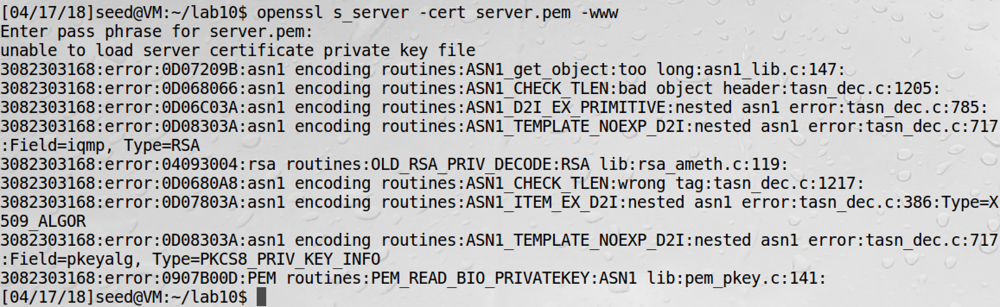 [04/17/18]seed@VM:~/lab10$ openssl s_server -cert server.pem -www
Enter pass phrase for server.pem:
unable to load server certificate private key file
3082303168:error:0D07209B:asn1 encoding routines:ASN1_get_object:too long:asn1_lib.c:147:
3082303168:error:0D068066:asn1 encoding routines:ASN1_CHECK_TLEN:bad object header:tasn_dec.c:1205:
3082303168:error:0D06C03A:asn1 encoding routines:ASN1_D2I_EX_PRIMITIVE:nested asn1 error:tasn_dec.c:785:
3082303168:error:0D08303A:asn1 encoding routines:ASN1_TEMPLATE_NOEXP_D2I:nested asn1 error:tasn_dec.c:717
:Field=iqmp, Type=RSA
3082303168:error:04093004:rsa routines:OLD_RSA_PRIV_DECODE:RSA lib:rsa_ameth.c:119:
3082303168:error:0D0680A8:asn1 encoding routines:ASN1_CHECK_TLEN:wrong tag:tasn_dec.c:1217:
3082303168:error:0D07803A:asn1 encoding routines:ASN1_ITEM_EX_D2I:nested asn1 error:tasn_dec.c:386:Type=X
509_ALGOR
3082303168:error:0D08303A:asn1 encoding routines:ASN1_TEMPLATE_NOEXP_D2I:nested asn1 error:tasn_dec.c:717
:Field=pkeyalg, Type=PKCS8_PRIV_KEY_INFO
3082303168:error:0907B00D:PEM routines:PEM_READ_BIO_PRIVATEKEY:ASN1 lib:pem_pkey.c:141:
[04/17/18]seed@VM:~/lab10$